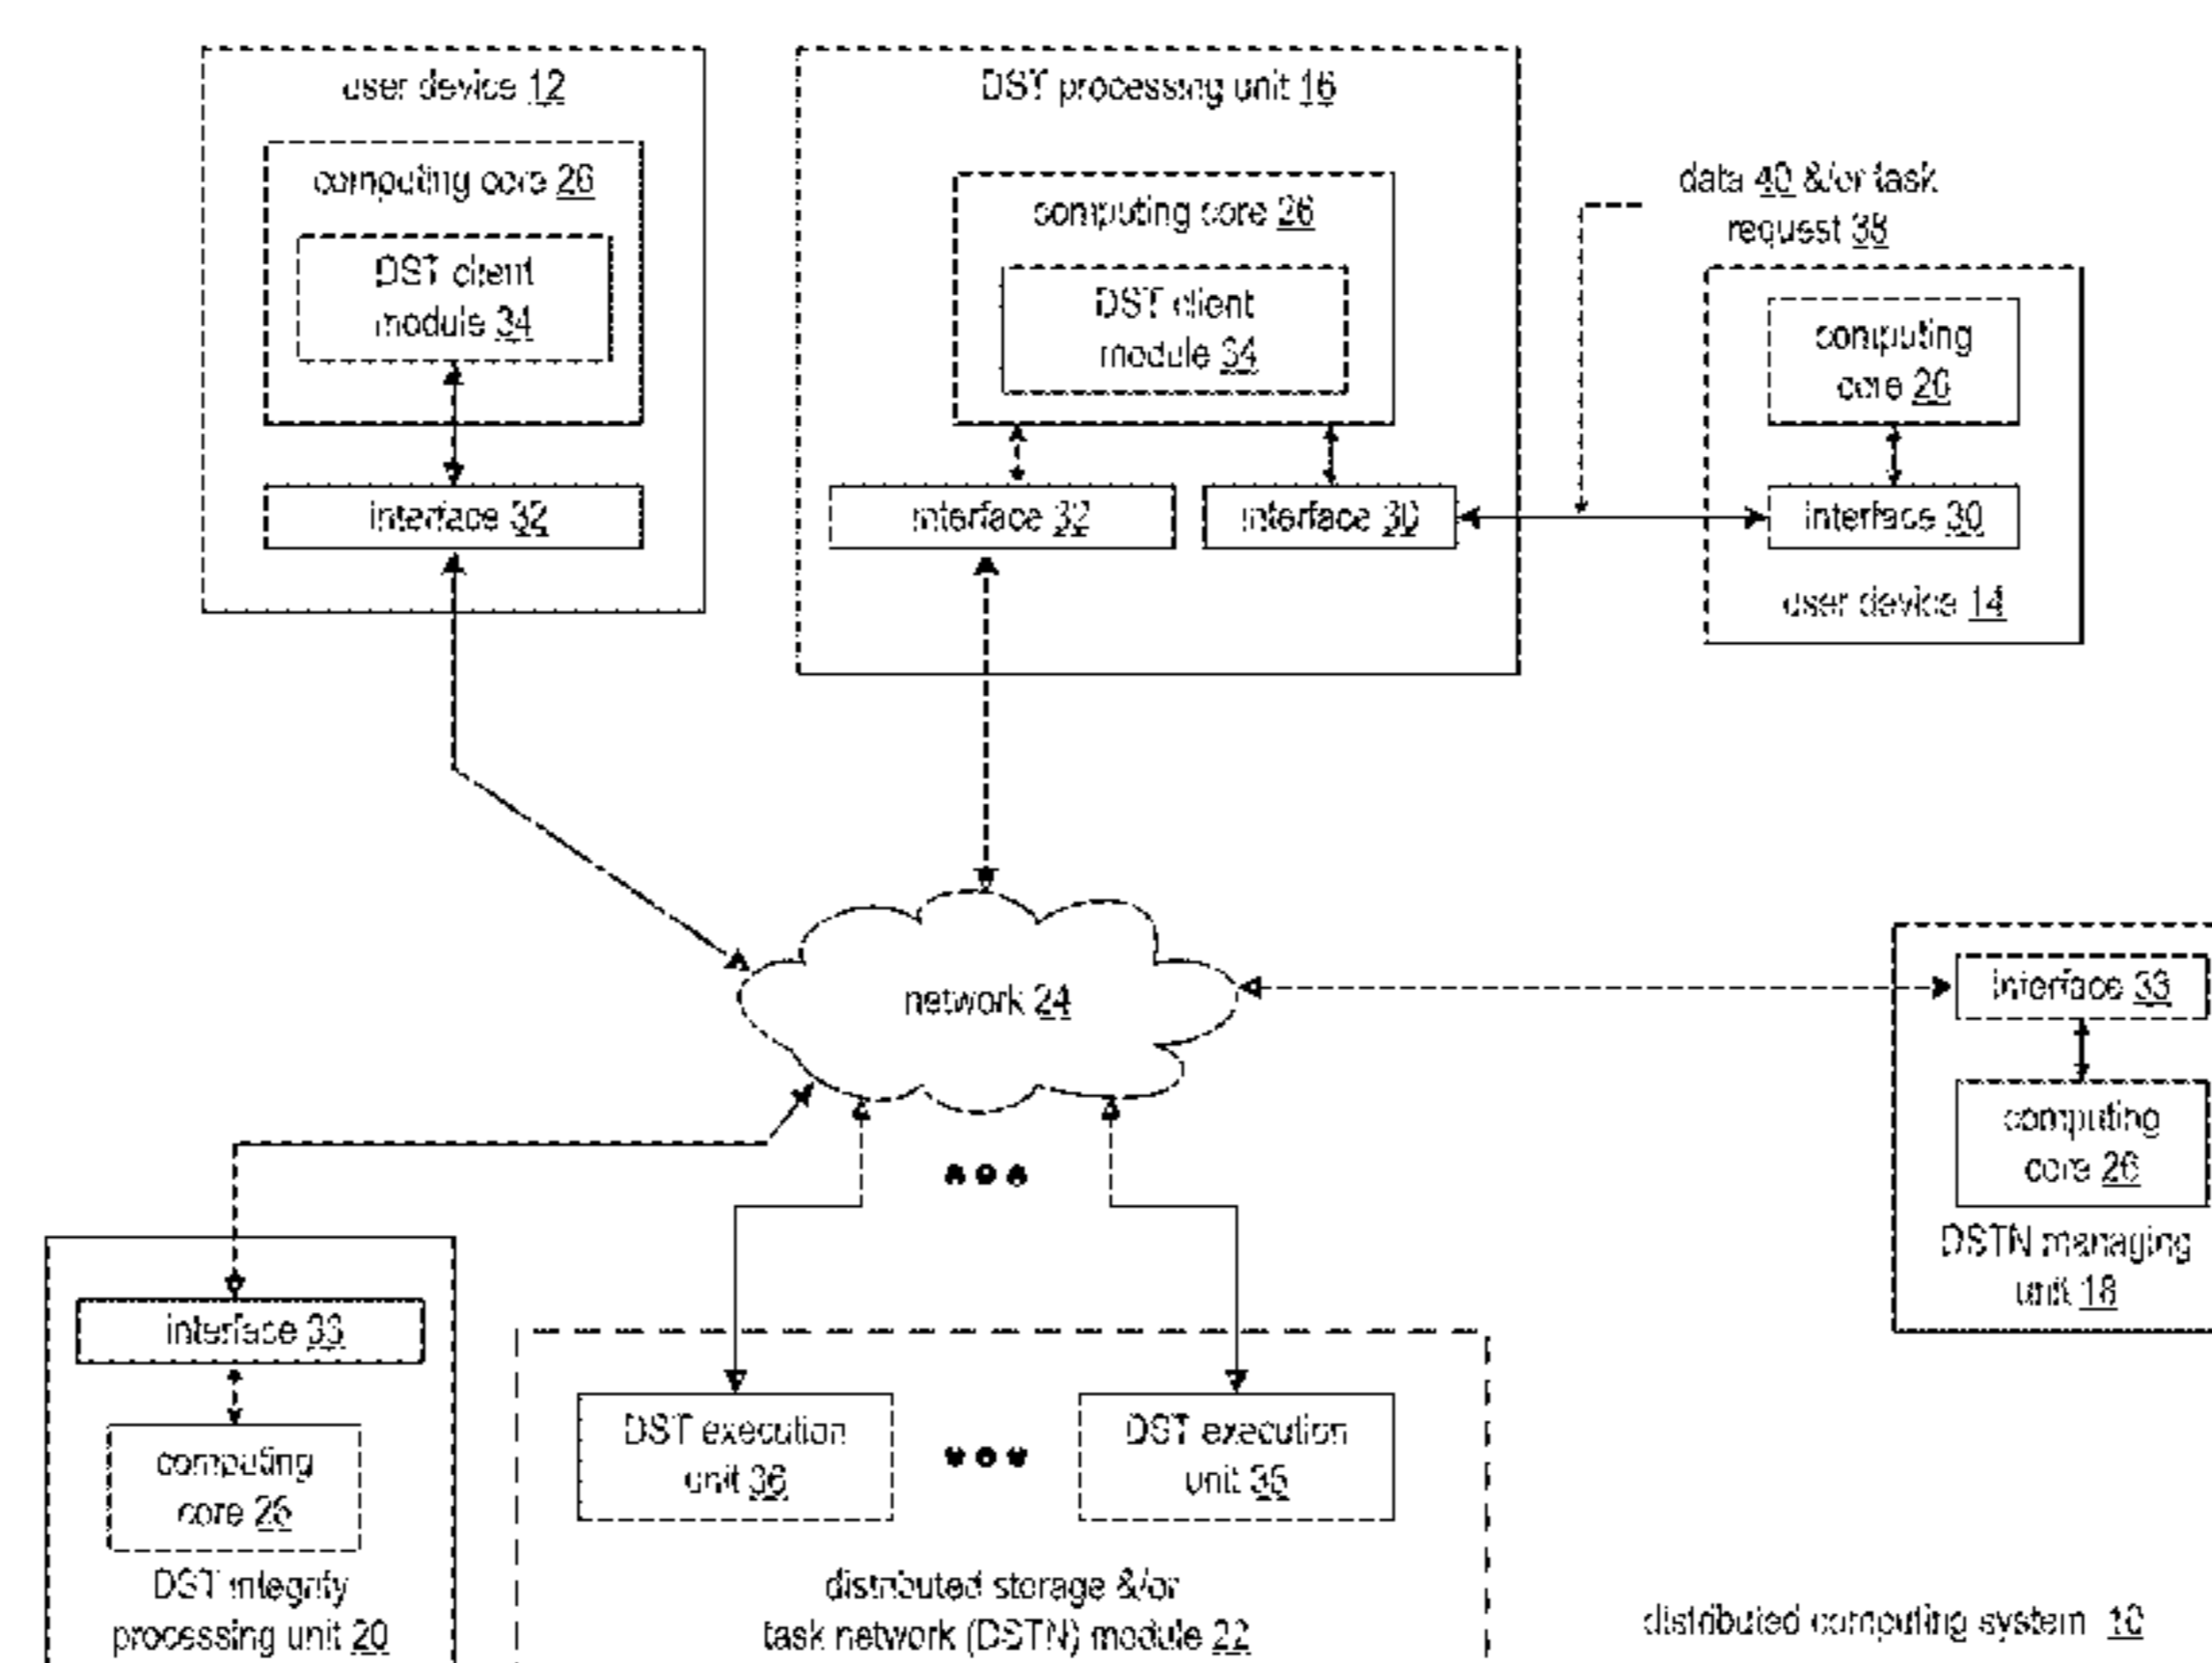 user device 12
computing core 26
DST client
module 34
interface 32
DST processing unit 16
computing core 26
DST client
module 34
interface 32
interface 30
data 40 &/or task
request 38
computing
core 26
interface 30
user device 14
network 24
interface 33
computing
core 26
DSTN managing
unit 18
interface 33
computing
core 26
DST integrity
processing unit 20
DST execution
unit 36
DST execution
unit 36
distributed storage &/or
task network (DSTN) module 22
distributed computing system 10